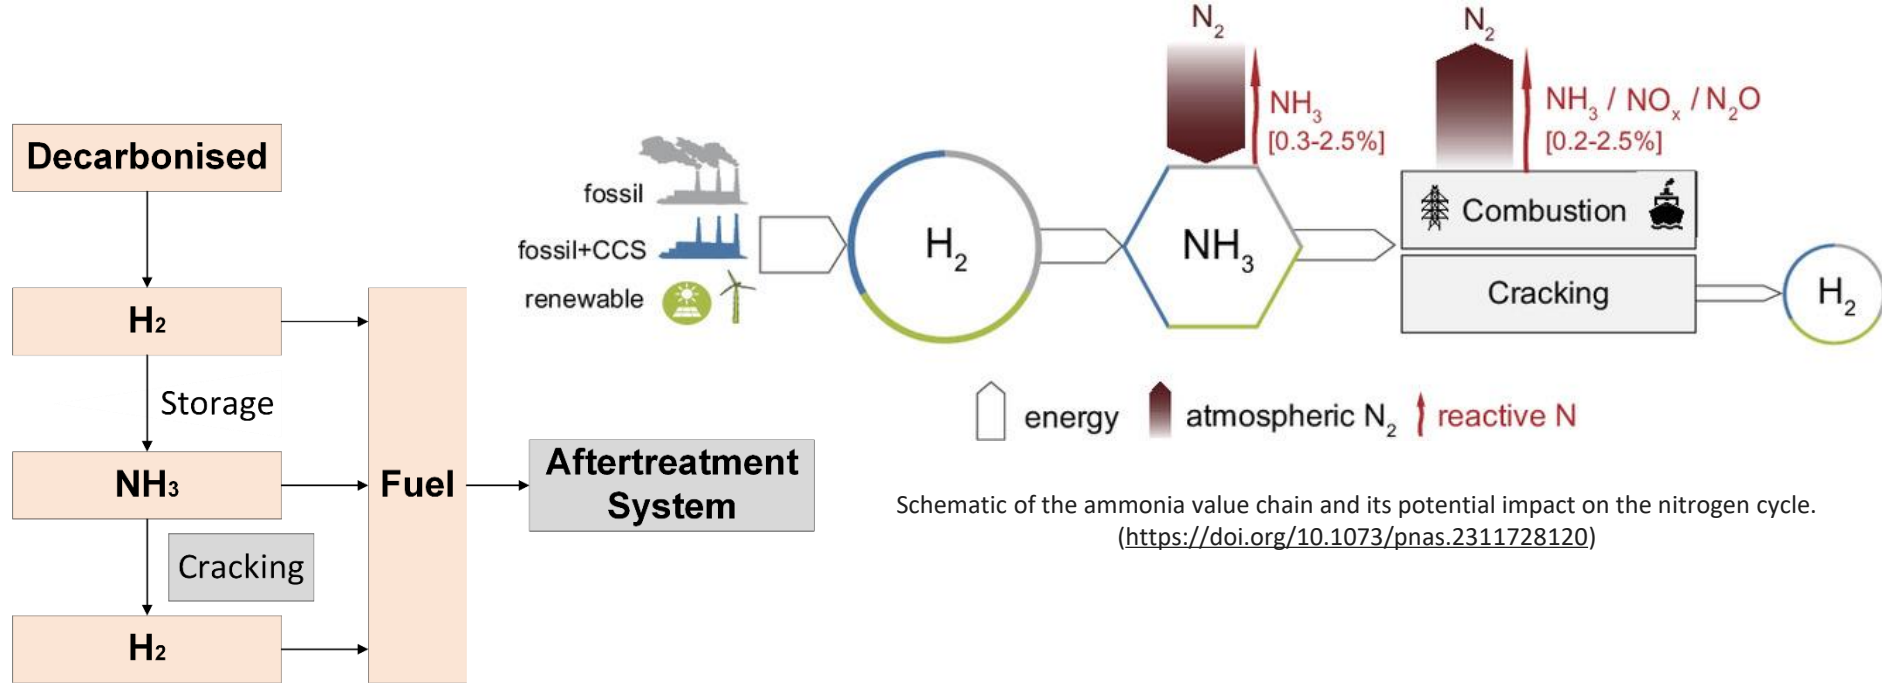 Decarbonised
H2
Storage
NH3
Cracking
H2
Fuel
Aftertreatment
System
fossil
fossil+CCS
renewable
H2
N2
NH3
[0.3-2.5%]
NH3
N2
NH3 / NOx / N2O
[0.2-2.5%]
Combustion
Cracking
H2
energy
atmospheric N2
reactive N
Schematic of the ammonia value chain and its potential impact on the nitrogen cycle.
(https://doi.org/10.1073/pnas.2311728120)